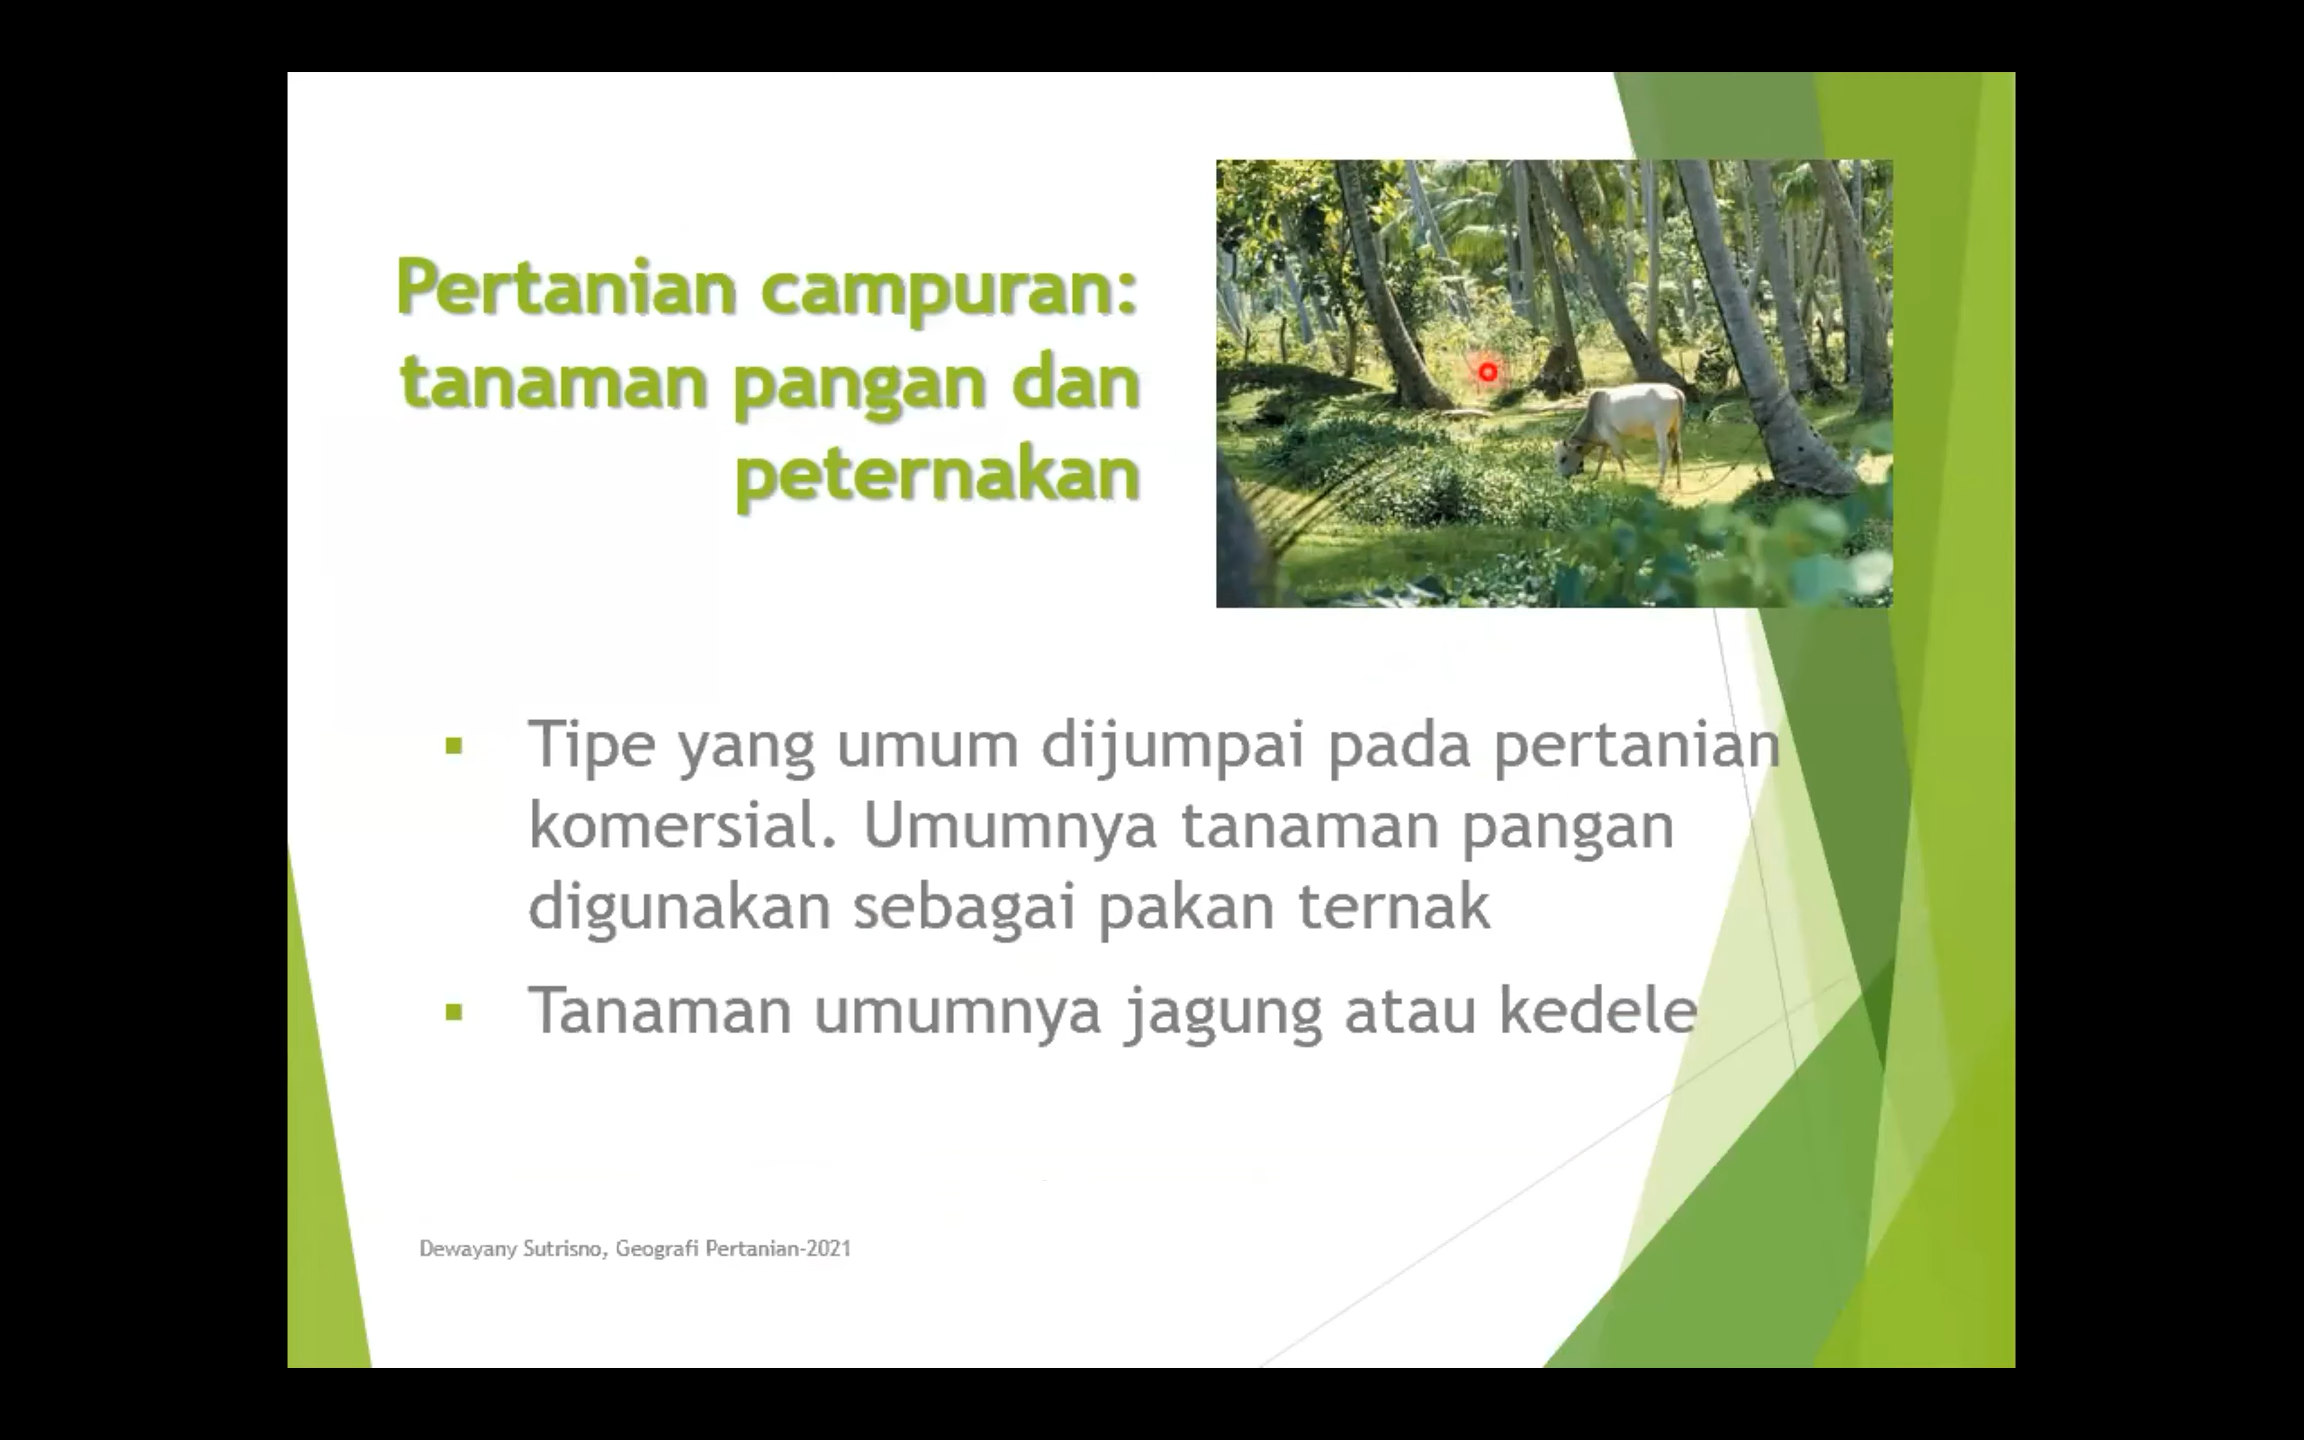 Pertanian campuran:
tanaman pangan dan
peternakan
▪ Tipe yang umum dijumpai pada pertanian
komersial. Umumnya tanaman pangan
digunakan sebagai pakan ternak
▪ Tanaman umumnya jagung atau kedele
Dewayany Sutrisno, Geografi Pertanian-2021